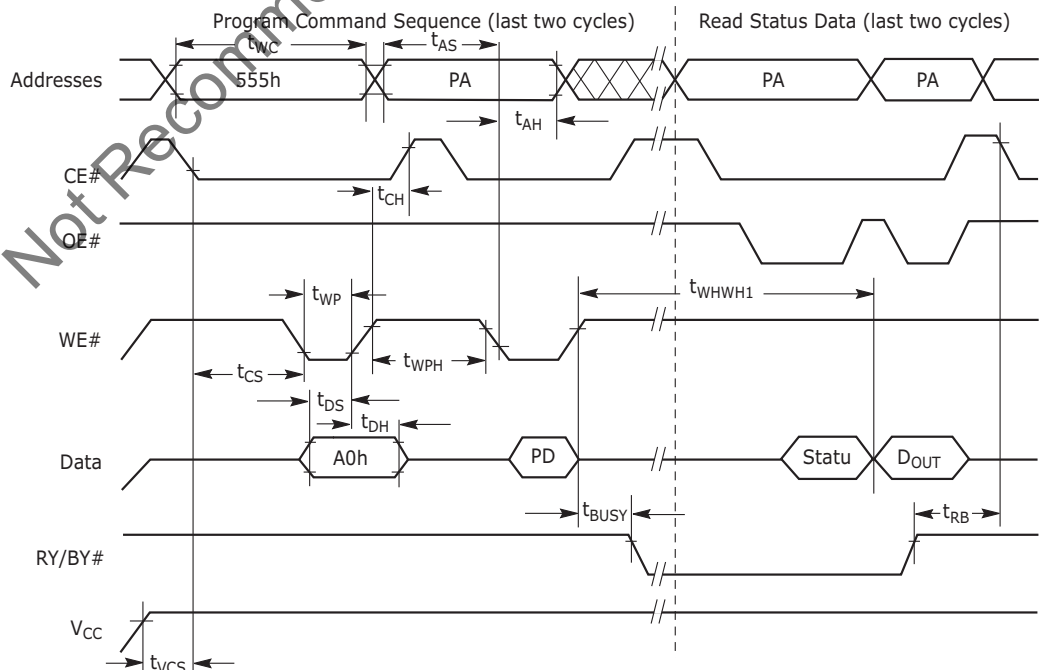 Program Command Sequence (last two cycles)
Read Status Data (last two cycles)
tWC
tAS
Addresses
555h
PA
PA
PA
tAH
CE#
tCH
OE#
tWP
tWHWH1
WE#
tCS
tWPH
tDS
tDH
Data
A0h
PD
Statu
DOUT
tBUSY
tRB
RY/BY#
VCC
tVCS
Not Recomm